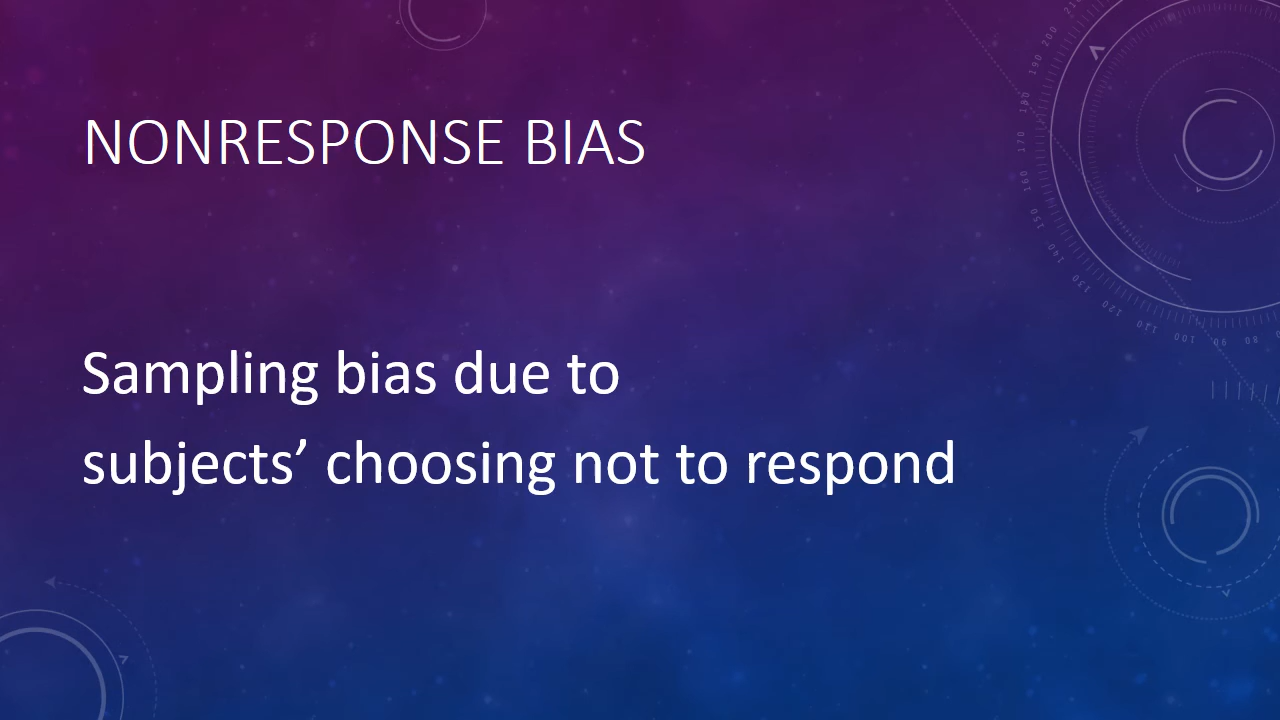 NONRESPONSE BIAS
Sampling bias due to
subjects’ choosing not to respond